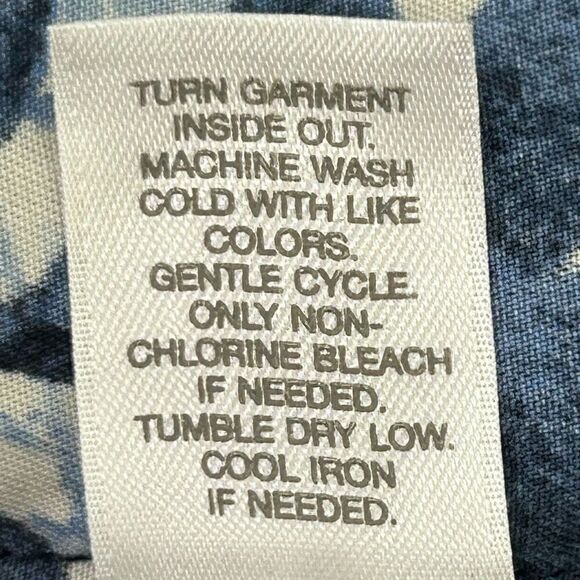 TURN GARMENT
INSIDE OUT.
MACHINE WASH
COLD WITH LIKE
COLORS.
GENTLE CYCLE.
ONLY NON-
CHLORINE BLEACH
IF NEEDED.
TUMBLE DRY LOW.
COOL IRON
IF NEEDED.